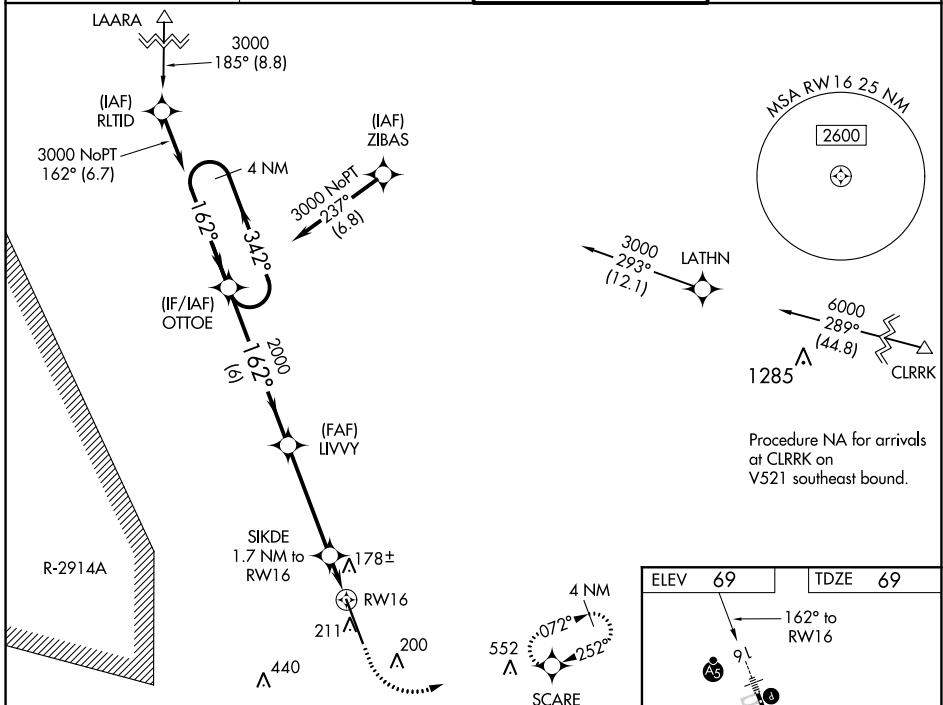 LAARA
3000
185° (8.8)
(IAF)
RLTID
3000 NoPT
162° (6.7)
4 NM
162°
342°
(IAF)
ZIBAS
3000 NoPT
237°
(6.8)
MSA RW16 25 NM
2600
3000
293°
(12.1)
LATHN
6000
289°
(44.8)
CLRRK
1285
(IF/IAF)
OTTOE
2000
162°
(6)
(FAF)
LIVVY
Procedure NA for arrivals
at CLRRK on
V521 southeast bound.
SIKDE
1.7 NM to
RW16
178±
R-2914A
RW16
211
200
440
552
4 NM
072°
252°
SCARE
ELEV 69
TDZE 69
162° to
RW16
16
A5
P